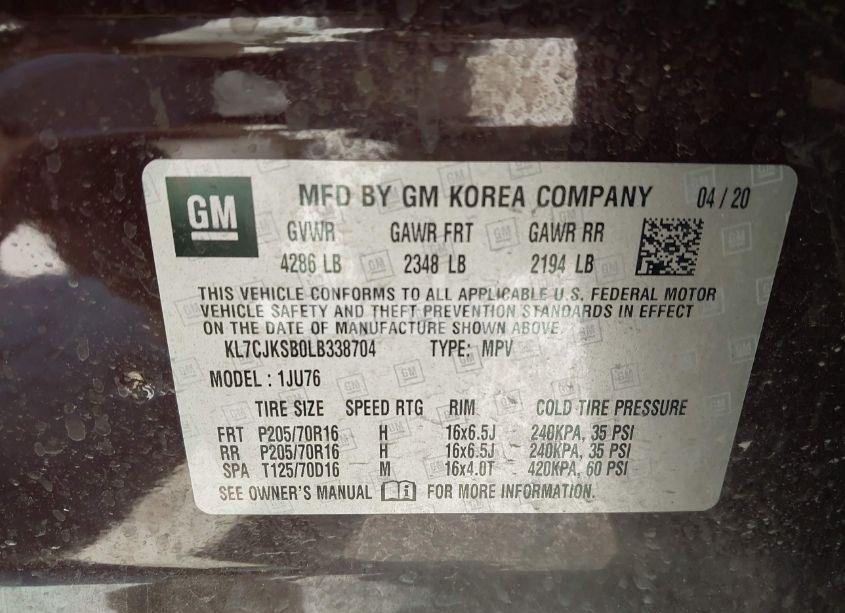 GM MFD BY GM KOREA COMPANY 04 / 20
GVWR GAWR FRT GAWR RR
4286 LB 2348 LB 2194 LB
THIS VEHICLE CONFORMS TO ALL APPLICABLE U.S. FEDERAL MOTOR
VEHICLE SAFETY AND THEFT PREVENTION STANDARDS IN EFFECT
ON THE DATE OF MANUFACTURE SHOWN ABOVE.
KL7CJKSB0LB338704 TYPE: MPV
MODEL : 1JU76
TIRE SIZE SPEED RTG RIM COLD TIRE PRESSURE
FRT P205/70R16 H 16x6.5J 240KPA, 35 PSI
RR P205/70R16 H 16x6.5J 240KPA, 35 PSI
SPA T125/70D16 M 16x4.0T 420KPA, 60 PSI
SEE OWNER'S MANUAL FOR MORE INFORMATION.